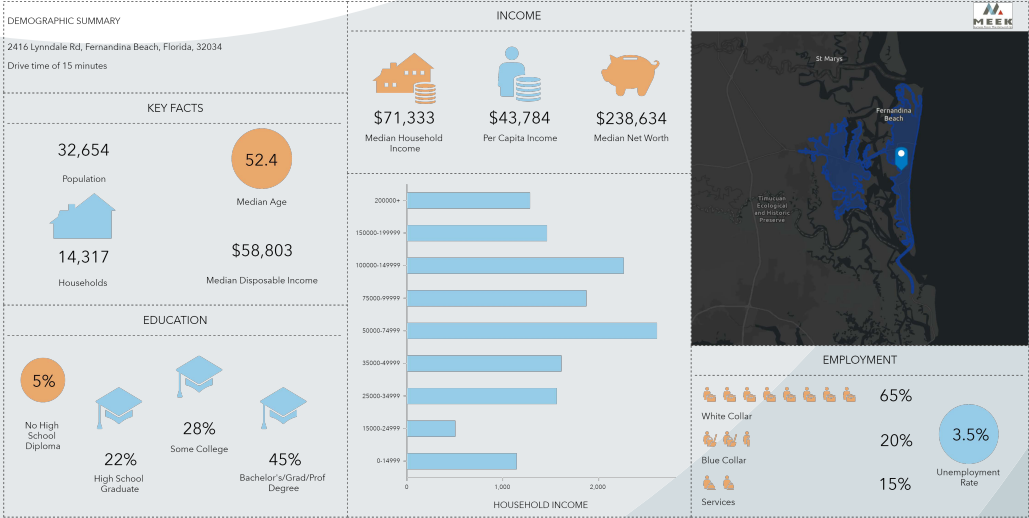 DEMOGRAPHIC SUMMARY
2416 Lynndale Rd, Fernandina Beach, Florida, 32034
Drive time of 15 minutes
KEY FACTS
32,654
Population
52.4
Median Age
14,317
Households
$58,803
Median Disposable Income
EDUCATION
5%
No High
School
Diploma
22%
High School
Graduate
28%
Some College
45%
Bachelor's/Grad/Prof
Degree
INCOME
$71,333
Median Household
Income
$43,784
Per Capita Income
$238,634
Median Net Worth
200000+
150000-199999
100000-149999
75000-99999
50000-74999
35000-49999
25000-34999
15000-24999
0-14999
0
1,000
2,000
HOUSEHOLD INCOME
MEEK
St Marys
Fernandina
Beach
Timucuan
Ecological
and Historic
Preserve
EMPLOYMENT
65%
White Collar
20%
Blue Collar
15%
Services
3.5%
Unemployment
Rate